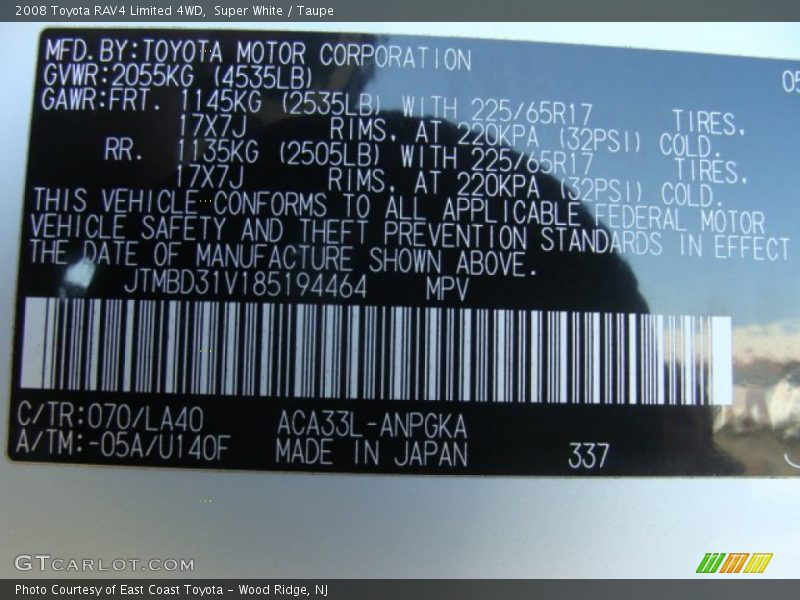 2008 Toyota RAV4 Limited 4WD,  Super White / Taupe
MFD.BY:TOYOTA MOTOR CORPORATION
05
GVWR:2055KG (4535LB)
GAWR:FRT. 1145KG (2535LB) WITH 225/65R17 TIRES,
17X7J RIMS, AT 220KPA (32PSI) COLD.
RR. 1135KG (2505LB) WITH 225/65R17 TIRES,
17X7J RIMS, AT 220KPA (32PSI) COLD.
THIS VEHICLE CONFORMS TO ALL APPLICABLE FEDERAL MOTOR
VEHICLE SAFETY AND THEFT PREVENTION STANDARDS IN EFFECT
THE DATE OF MANUFACTURE SHOWN ABOVE.
JTMBD31V185194464 MPV
C/TR:070/LA40 ACA33L-ANPGKA
A/TM:-05A/U140F MADE IN JAPAN 337
GTCARLOT.COM
Photo Courtesy of East Coast Toyota – Wood Ridge, NJ